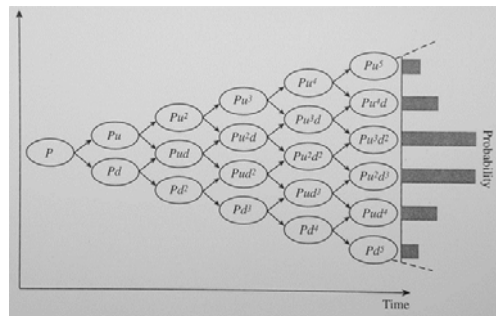 Pu⁵
Pu⁴
Pu³ Pu⁴d
Pu² Pu³d
Pu Pu²d Pu³d²
P Pud Pu²d²
Pd Pud² Pu²d³
Pd² Pud³
Pd³ Pud⁴
Pd⁴
Pd⁵
Probability
Time